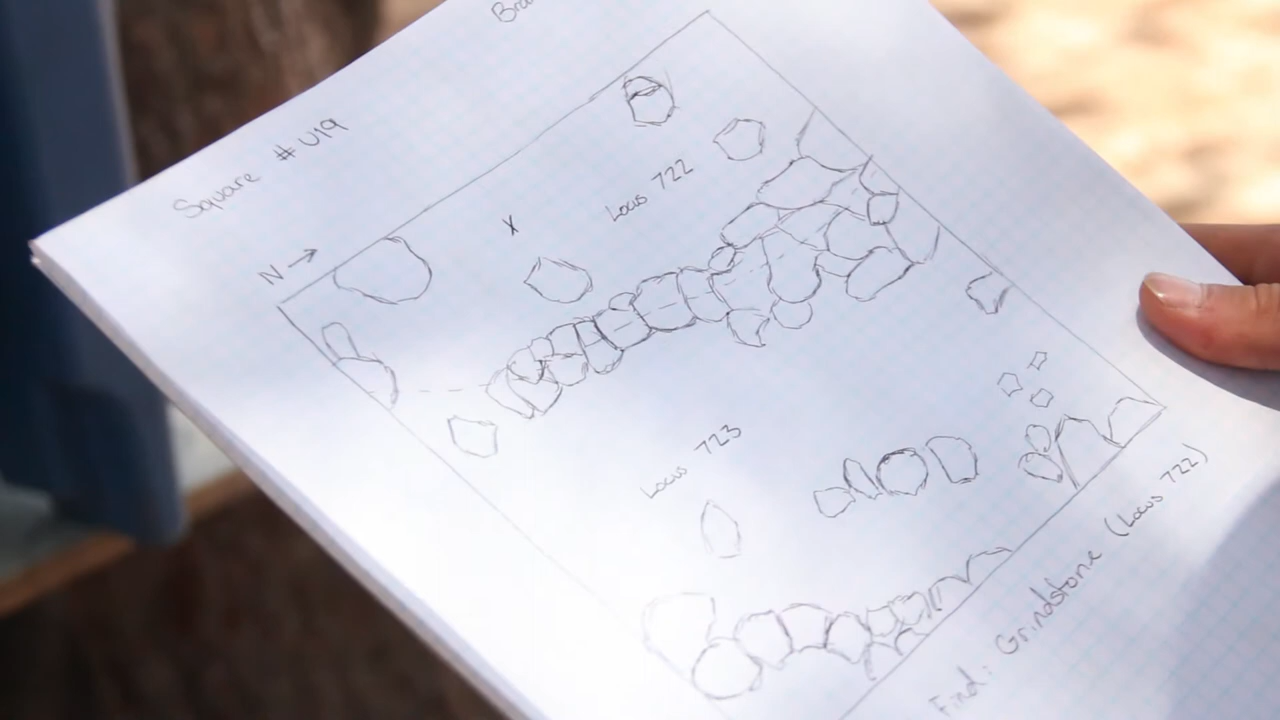 Square # U19
N →
X
Locus 722
Locus 723
Find: Grindstone (Locus 722)